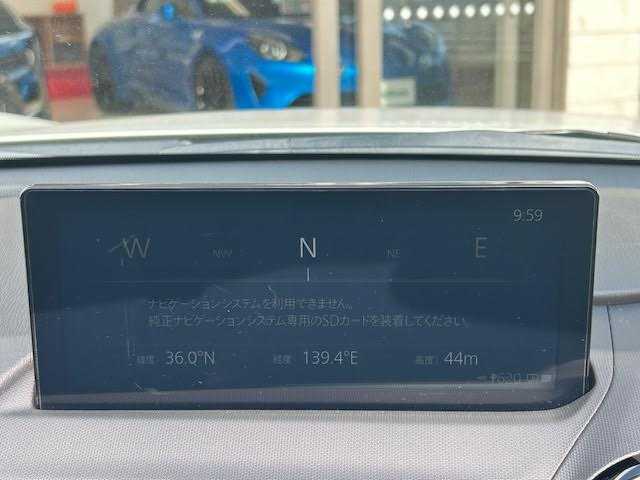 9:59
W NW N NE E
ナビゲーションシステムを利用できません。
純正ナビゲーションシステム専用のSDカードを装着してください。
緯度: 36.0°N 経度: 139.4°E 高度: 44m